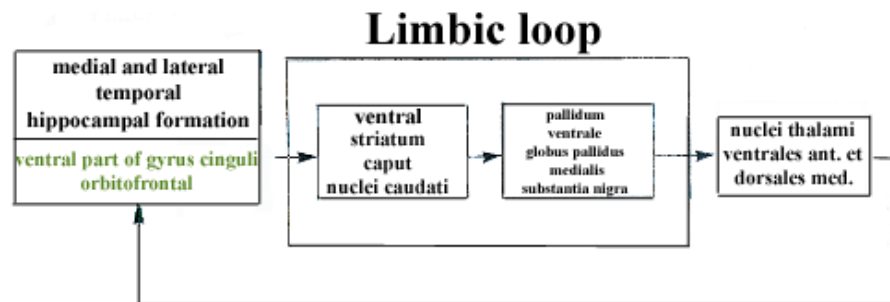 Limbic loop
medial and lateral
temporal
hippocampal formation
ventral part of gyrus cinguli
orbitofrontal
ventral
striatum
caput
nuclei caudati
pallidum
ventrale
globus pallidus
medialis
substantia nigra
nuclei thalami
ventrales ant. et
dorsales med.